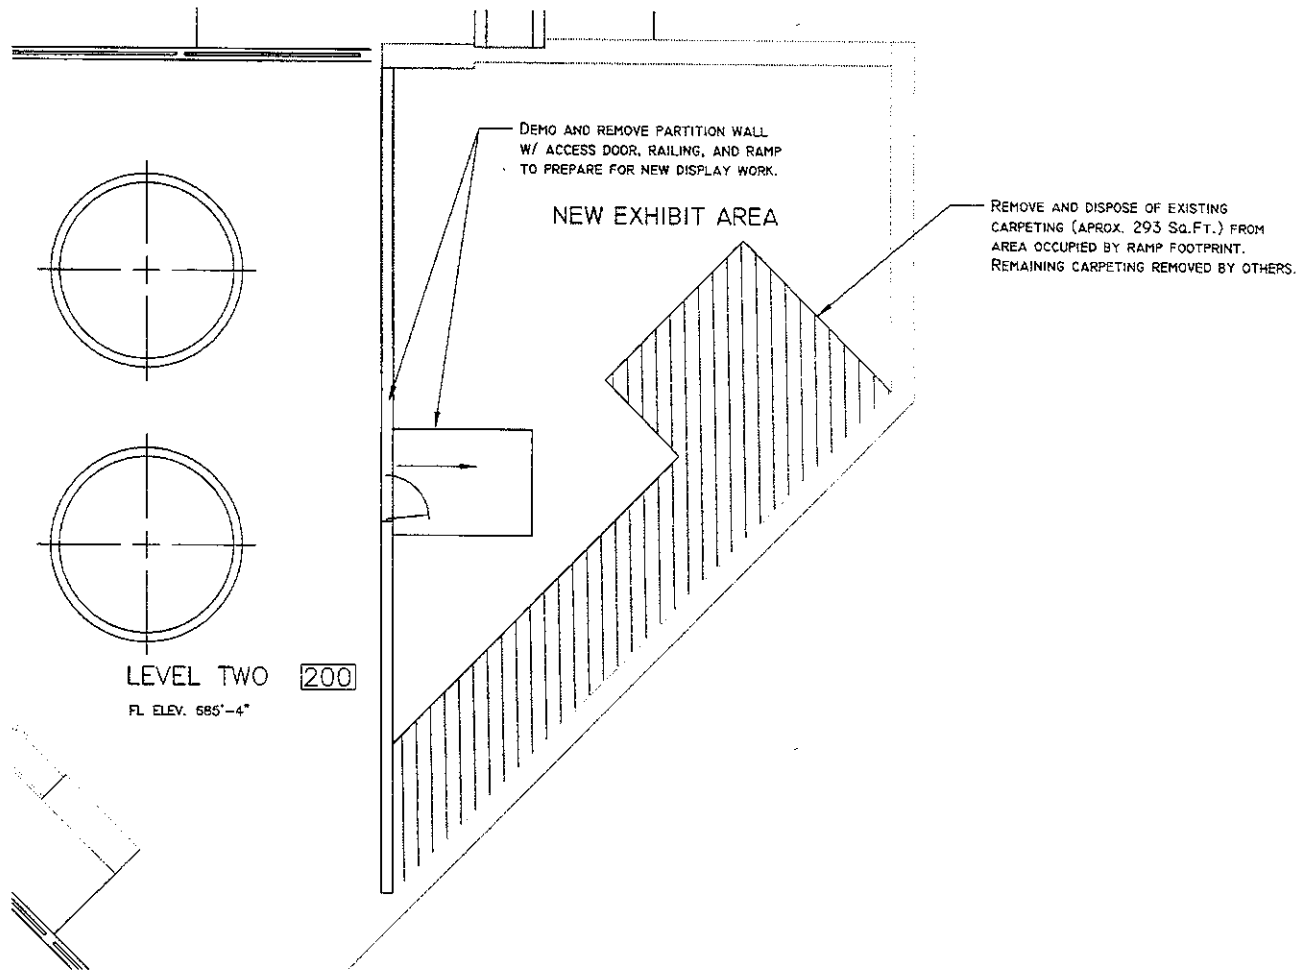 DEMO AND REMOVE PARTITION WALL
W/ ACCESS DOOR, RAILING, AND RAMP
TO PREPARE FOR NEW DISPLAY WORK.
NEW EXHIBIT AREA
REMOVE AND DISPOSE OF EXISTING
CARPETING (APROX. 293 SQ.FT.) FROM
AREA OCCUPIED BY RAMP FOOTPRINT.
REMAINING CARPETING REMOVED BY OTHERS.
LEVEL TWO 200
FL ELEV. 585'-4"